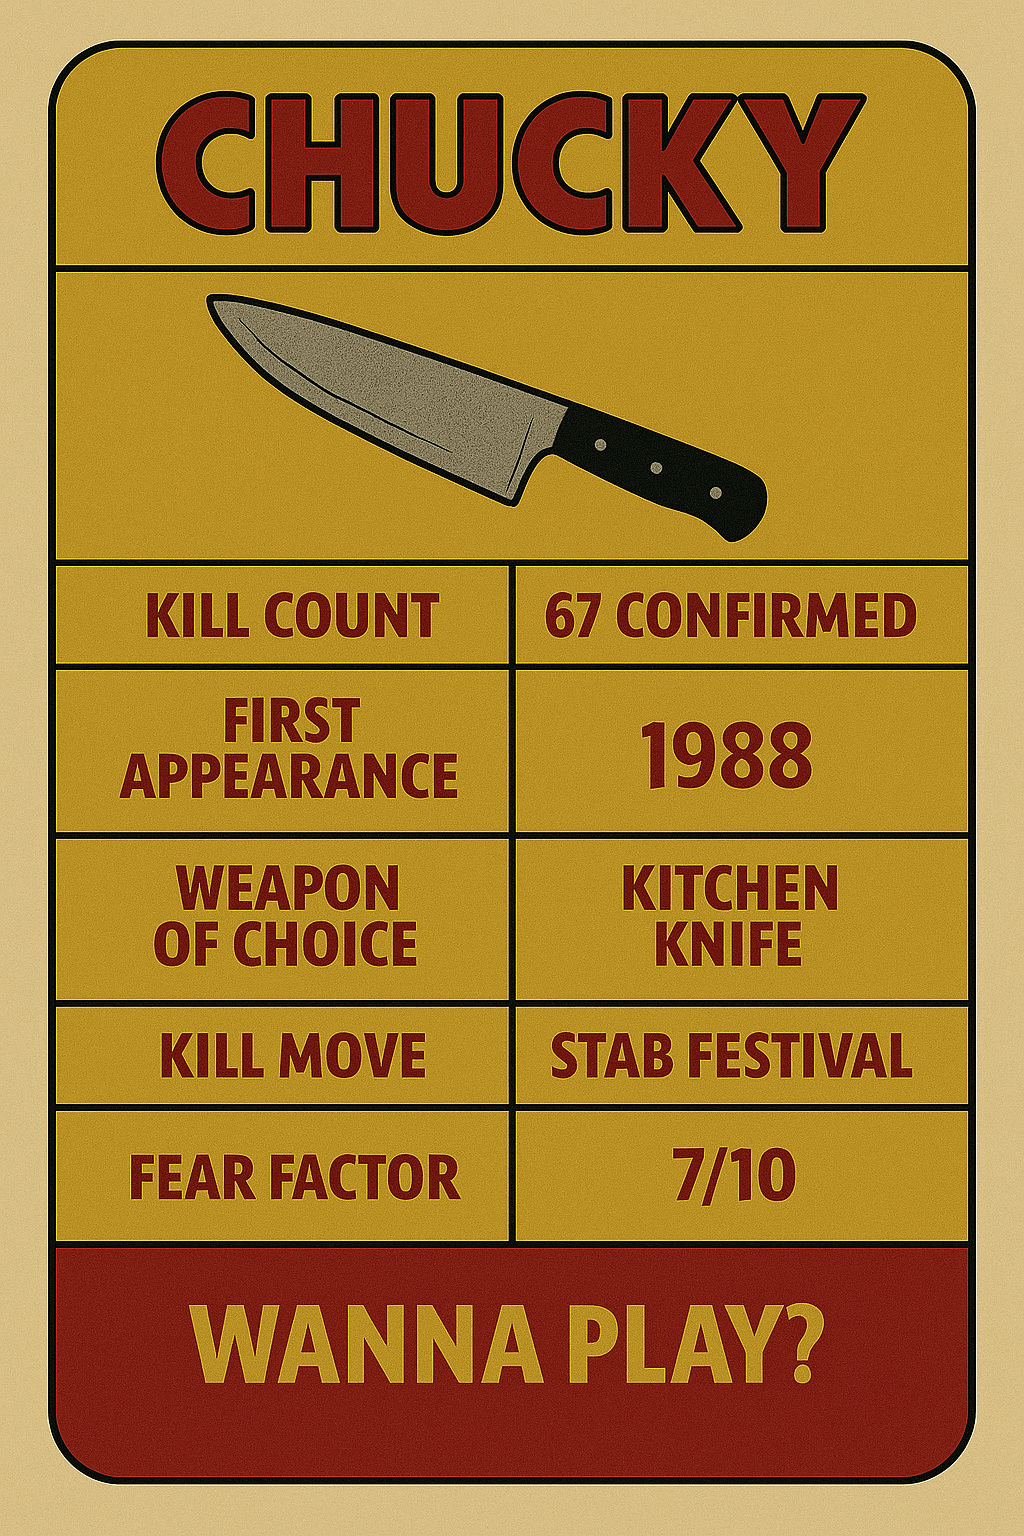 CHUCKY
KILL COUNT
67 CONFIRMED
FIRST
APPEARANCE
1988
WEAPON
OF CHOICE
KITCHEN
KNIFE
KILL MOVE
STAB FESTIVAL
FEAR FACTOR
7/10
WANNA PLAY?